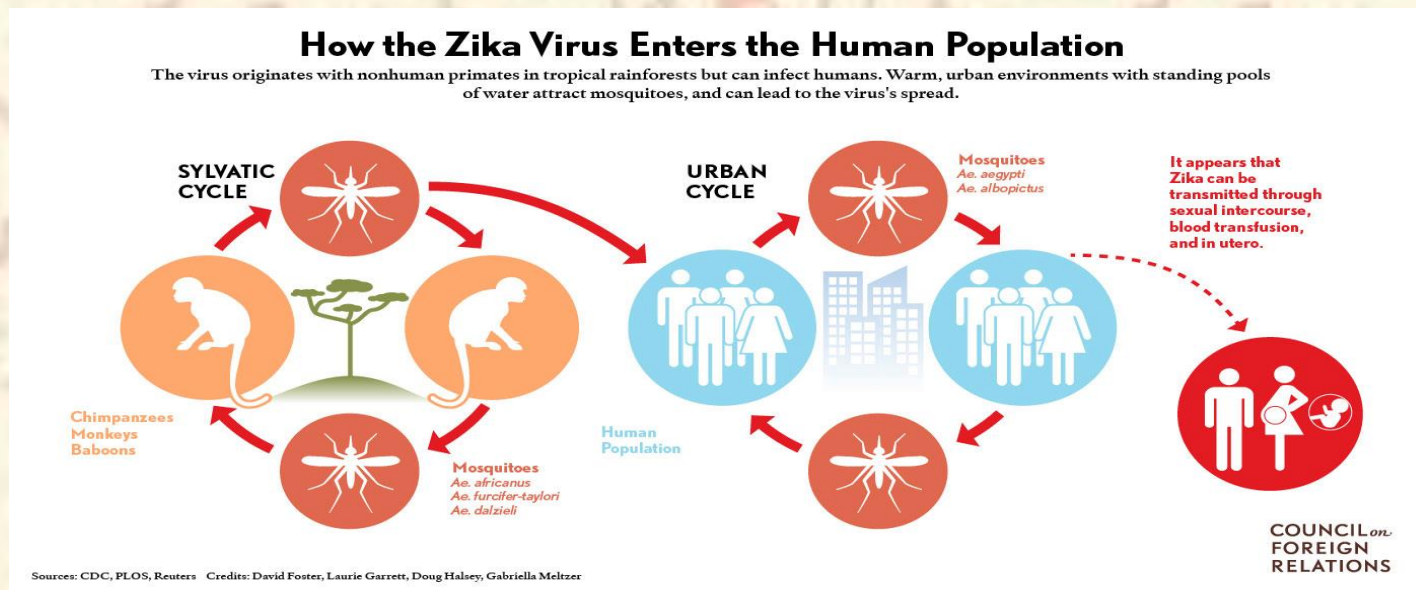 How the Zika Virus Enters the Human Population
The virus originates with nonhuman primates in tropical rainforests but can infect humans. Warm, urban environments with standing pools
of water attract mosquitoes, and can lead to the virus's spread.
SYLVATIC
CYCLE
Chimpanzees
Monkeys
Baboons
Mosquitoes
Ae. africanus
Ae. furcifer-taylori
Ae. dalzieli
URBAN
CYCLE
Mosquitoes
Ae. aegypti
Ae. albopictus
Human
Population
It appears that
Zika can be
transmitted through
sexual intercourse,
blood transfusion,
and in utero.
COUNCIL on
FOREIGN
RELATIONS
Sources: CDC, PLOS, Reuters Credits: David Foster, Laurie Garrett, Doug Halsey, Gabriella Meltzer